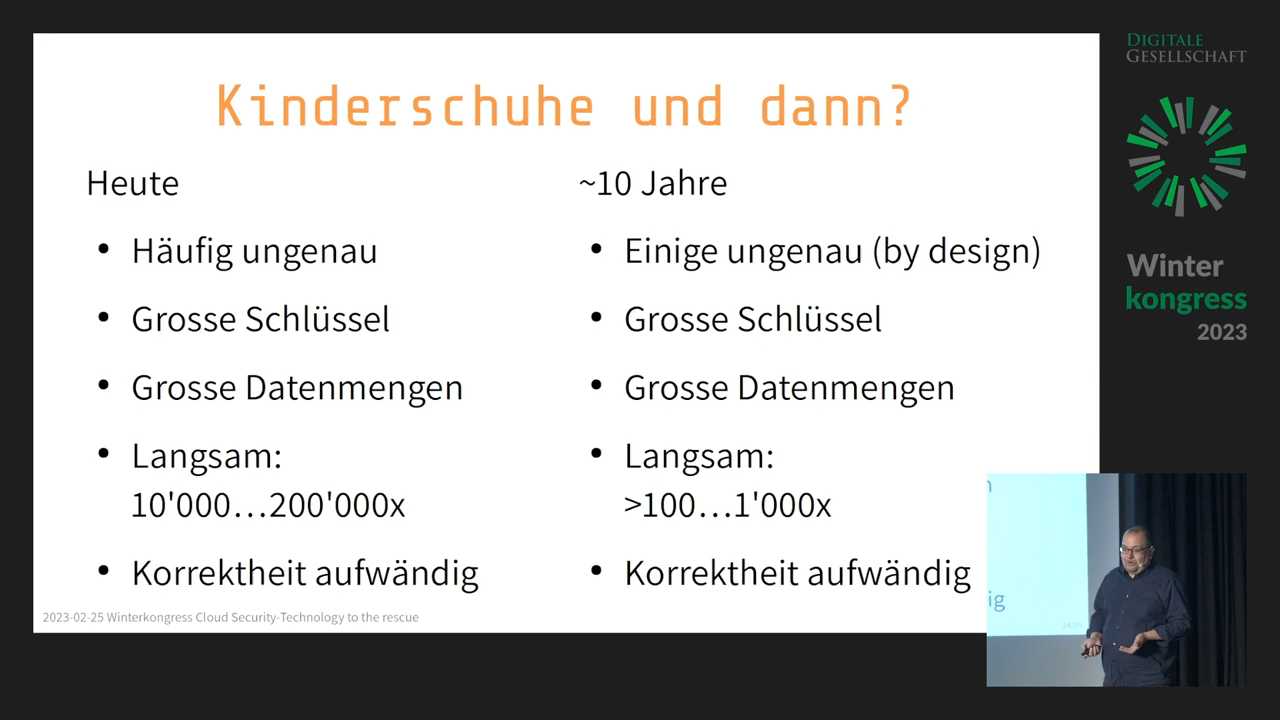 Kinderschuhe und dann?
Heute
• Häufig ungenau
• Grosse Schlüssel
• Grosse Datenmengen
• Langsam:
10'000…200'000x
• Korrektheit aufwändig
~10 Jahre
• Einige ungenau (by design)
• Grosse Schlüssel
• Grosse Datenmengen
• Langsam:
>100…1'000x
• Korrektheit aufwändig
2023-02-25 Winterkongress Cloud Security-Technology to the rescue
DIGITALE
GESELLSCHAFT
Winter
kongress
2023
n
ig